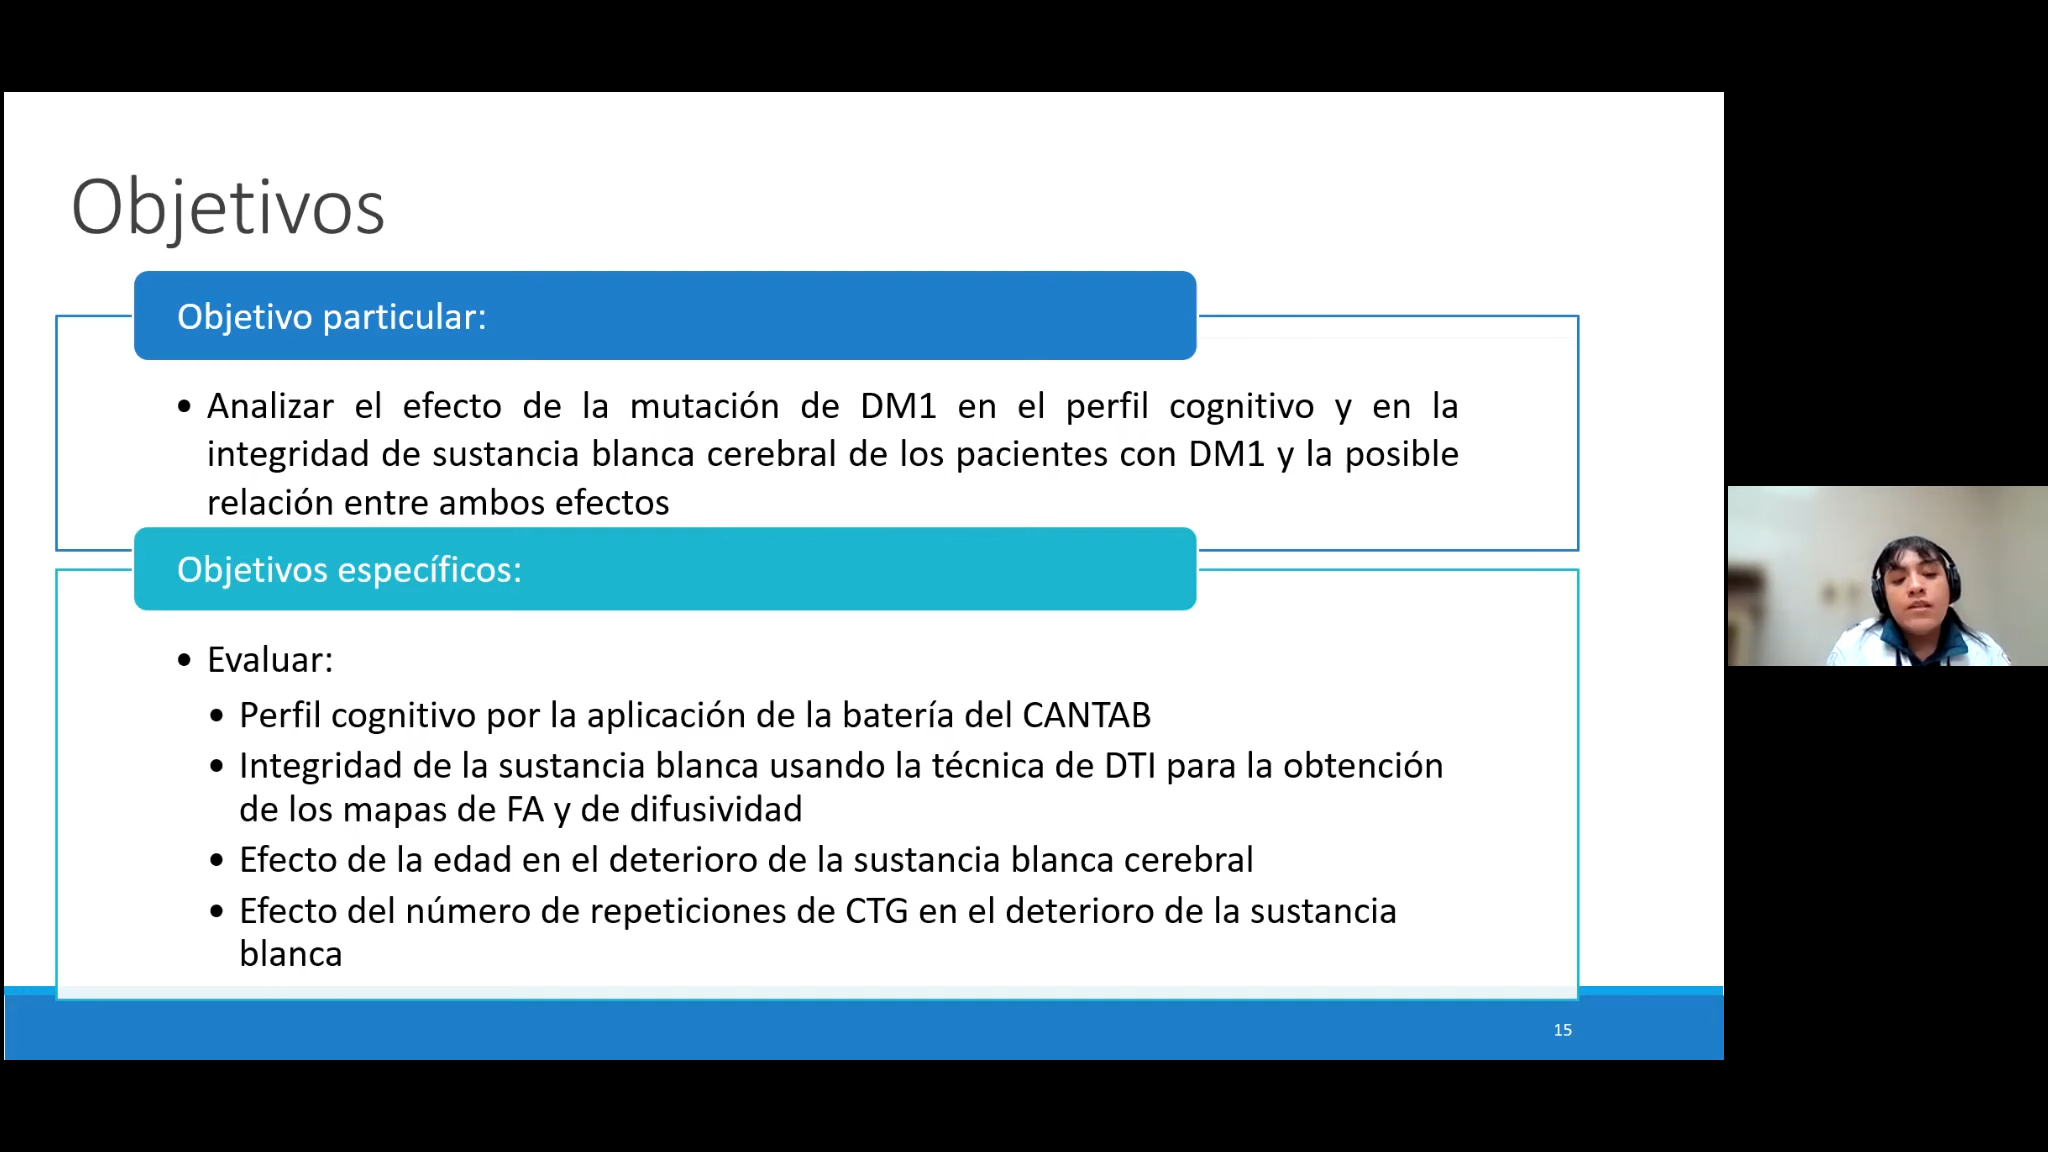 Objetivos
Objetivo particular:
• Analizar el efecto de la mutación de DM1 en el perfil cognitivo y en la
integridad de sustancia blanca cerebral de los pacientes con DM1 y la posible
relación entre ambos efectos
Objetivos específicos:
• Evaluar:
• Perfil cognitivo por la aplicación de la batería del CANTAB
• Integridad de la sustancia blanca usando la técnica de DTI para la obtención
de los mapas de FA y de difusividad
• Efecto de la edad en el deterioro de la sustancia blanca cerebral
• Efecto del número de repeticiones de CTG en el deterioro de la sustancia
blanca
15